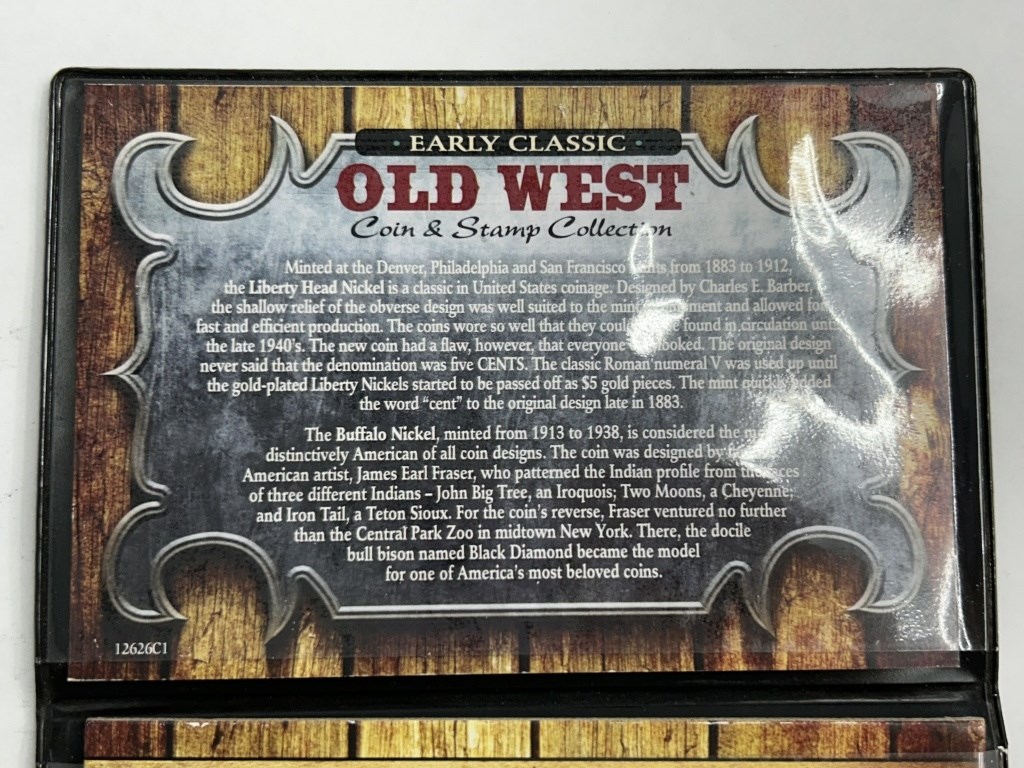 EARLY CLASSIC
OLD WEST
Coin & Stamp Collection
Minted at the Denver, Philadelphia and San Francisco from 1883 to 1912,
the Liberty Head Nickel is a classic in United States coinage. Designed by Charles E. Barber,
the shallow relief of the obverse design was well suited to the and allowed for
fast and efficient production. The coins wore so well that they could found in circulation until
the late 1940's. The new coin had a flaw, however, that everyone The original design
never said that the denomination was five CENTS. The classic Roman numeral V was used up until
the gold-plated Liberty Nickels started to be passed off as $5 gold pieces. The mint quickly added
the word “cent” to the original design late in 1883.
The Buffalo Nickel, minted from 1913 to 1938, is considered the
distinctively American of all coin designs. The coin was designed by
American artist, James Earl Fraser, who patterned the Indian profile from the faces
of three different Indians – John Big Tree, an Iroquois; Two Moons, a Cheyenne;
and Iron Tail, a Teton Sioux. For the coin's reverse, Fraser ventured no further
than the Central Park Zoo in midtown New York. There, the docile
bull bison named Black Diamond became the model
for one of America's most beloved coins.
12626C1